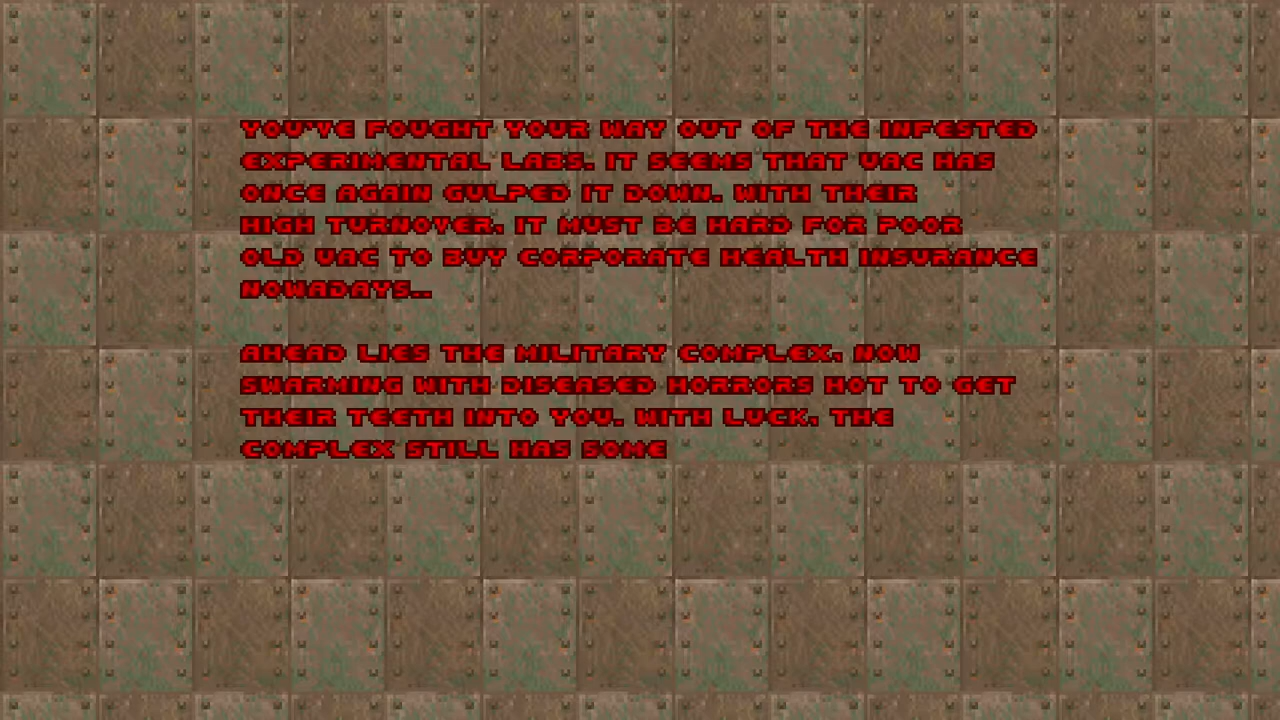 YOU'VE FOUGHT YOUR WAY OUT OF THE INFESTED
EXPERIMENTAL LABS. IT SEEMS THAT UAC HAS
ONCE AGAIN GULPED IT DOWN. WITH THEIR
HIGH TURNOVER, IT MUST BE HARD FOR POOR
OLD UAC TO BUY CORPORATE HEALTH INSURANCE
NOWADAYS..
AHEAD LIES THE MILITARY COMPLEX, NOW
SWARMING WITH DISEASED HORRORS HOT TO GET
THEIR TEETH INTO YOU. WITH LUCK, THE
COMPLEX STILL HAS SOME